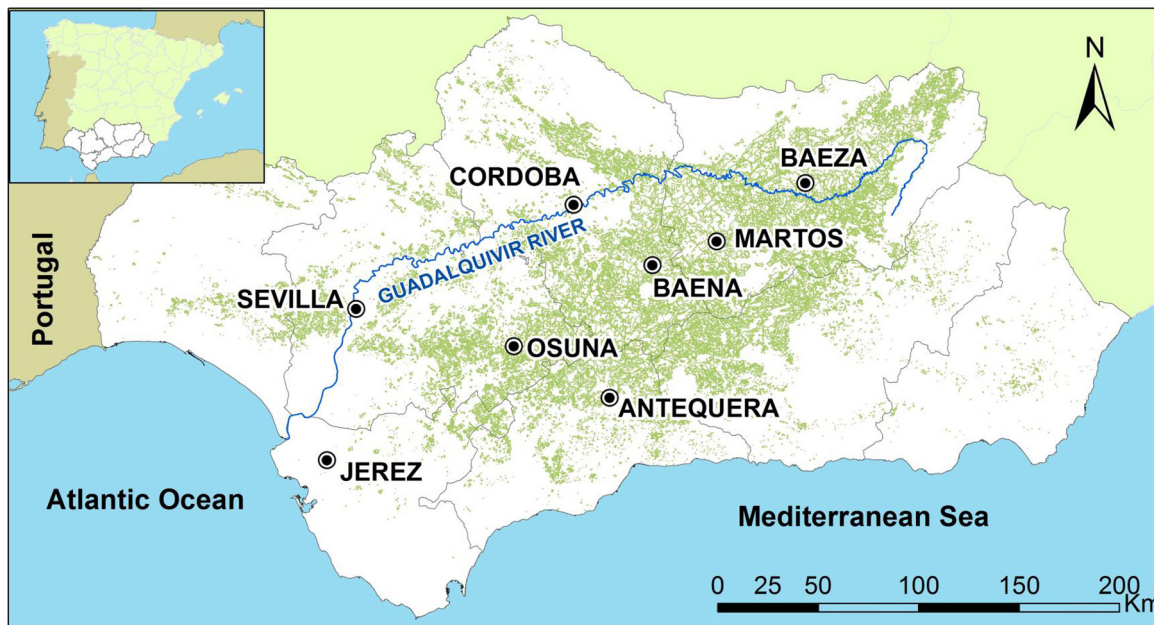 N
BAEZA
CORDOBA
MARTOS
GUADALQUIVIR RIVER
BAENA
Portugal
SEVILLA
OSUNA
ANTEQUERA
JEREZ
Atlantic Ocean
Mediterranean Sea
0 25 50 100 150 200
Km